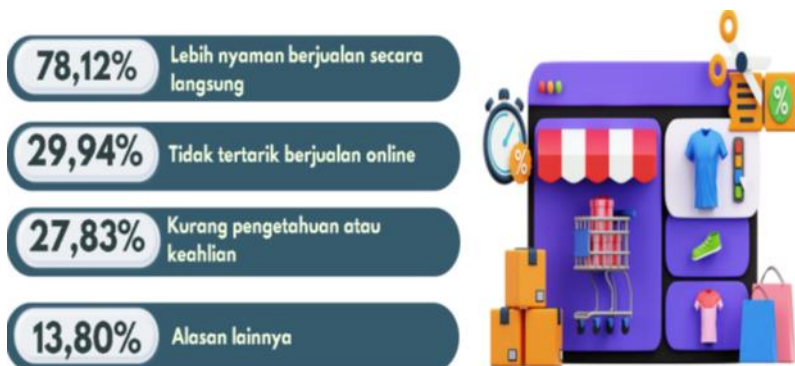 78,12%
Lebih nyaman berjualan secara
langsung
29,94%
Tidak tertarik berjualan online
27,83%
Kurang pengetahuan atau
keahlian
13,80%
Alasan lainnya
%
%